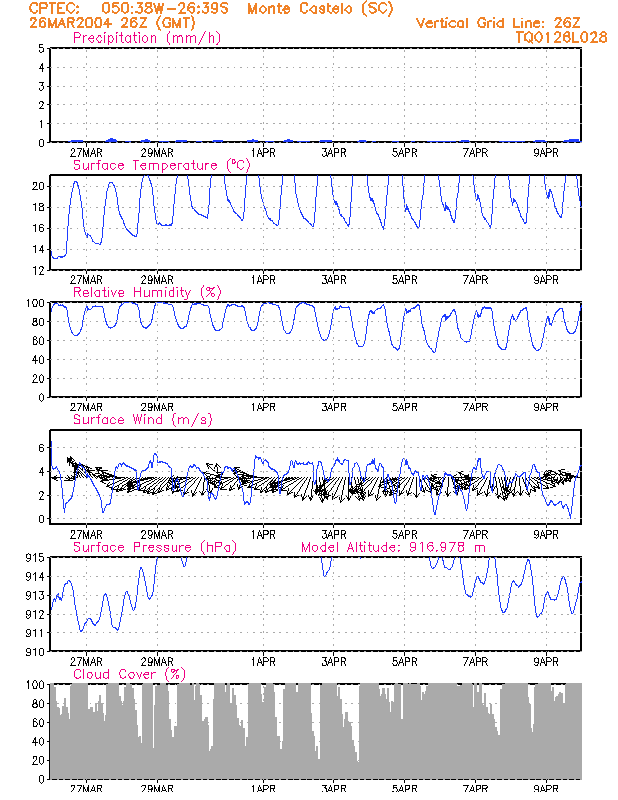 CPTEC: 050:38W-26:39S Monte Castelo (SC)
26MAR2004 26Z (GMT) Vertical Grid Line: 26Z
Precipitation (mm/h) TQ0126L028
5
4
3
2
1
0
27MAR 29MAR 1APR 3APR 5APR 7APR 9APR
Surface Temperature (°C)
20
18
16
14
12
27MAR 29MAR 1APR 3APR 5APR 7APR 9APR
Relative Humidity (%)
100
80
60
40
20
0
27MAR 29MAR 1APR 3APR 5APR 7APR 9APR
Surface Wind (m/s)
6
4
2
0
27MAR 29MAR 1APR 3APR 5APR 7APR 9APR
Surface Pressure (hPa) Model Altitude: 916.978 m
915
914
913
912
911
910
27MAR 29MAR 1APR 3APR 5APR 7APR 9APR
Cloud Cover (%)
100
80
60
40
20
0
27MAR 29MAR 1APR 3APR 5APR 7APR 9APR